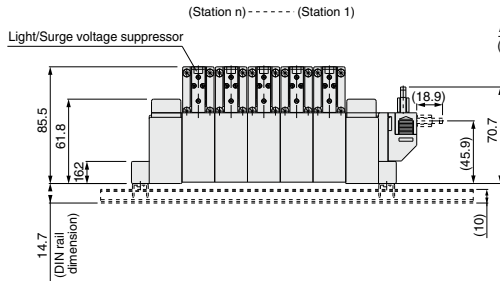 (Station n) ------- (Station 1)
Light/Surge voltage suppressor
(18.9)
85.5
61.8
162
(45.9)
70.7
14.7
(DIN rail
dimension)
(10)
(